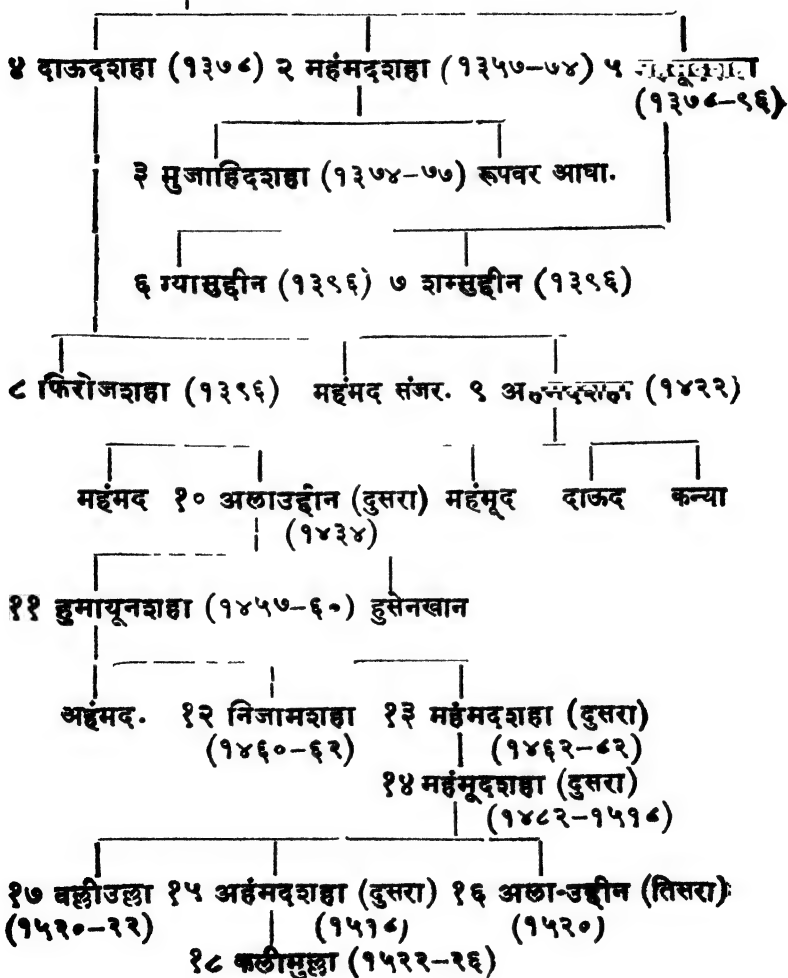 ४ दाऊदशहा (१३७८) २ महंमदशहा (१३५७-७४) ५
(१३७८-९६)
३ मुजाहिदशहा (१३७४-७७) रूपवर आघा.
६ ग्यासुद्दीन (१३९६) ७ शम्सुद्दीन (१३९६)
८ फिरोजशहा (१३९६) महंमद संजर. ९ (१४२२)
महंमद १० अलाउद्दीन (दुसरा) महंमूद दाऊद कन्या
(१४३४)
११ हुमायूनशहा (१४५७-६०) हुसेनखान
अहंमद. १२ निजामशहा १३ महंमदशहा (दुसरा)
(१४६०-६२) (१४६२-८२)
१४ महंमूदशहा (दुसरा)
(१४८२-१५१८)
१७ वल्लीउल्ला १५ अहंमदशहा (दुसरा) १६ अला-उद्दीन (तिसरा)
(१५२०-२२) (१५१८) (१५२०)
१८ कलीमुल्ला (१५२२-२६)